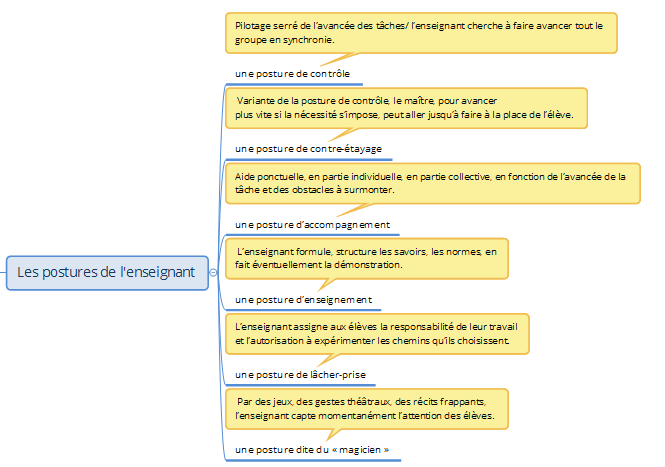 Pilotage serré de l'avancée des tâches/ l'enseignant cherche à faire avancer tout le
groupe en synchronie.
une posture de contrôle
Variante de la posture de contrôle, le maître, pour avancer
plus vite si la nécessité s'impose, peut aller jusqu'à faire à la place de l'élève.
une posture de contre-étayage
Aide ponctuelle, en partie individuelle, en partie collective, en fonction de l'avancée de la
tâche et des obstacles à surmonter.
une posture d'accompagnement
Les postures de l'enseignant
L'enseignant formule, structure les savoirs, les normes, en
fait éventuellement la démonstration.
une posture d'enseignement
L'enseignant assigne aux élèves la responsabilité de leur travail
et l'autorisation à expérimenter les chemins qu'ils choisissent.
une posture de lâcher-prise
Par des jeux, des gestes théâtraux, des récits frappants,
l'enseignant capte momentanément l'attention des élèves.
une posture dite du « magicien »